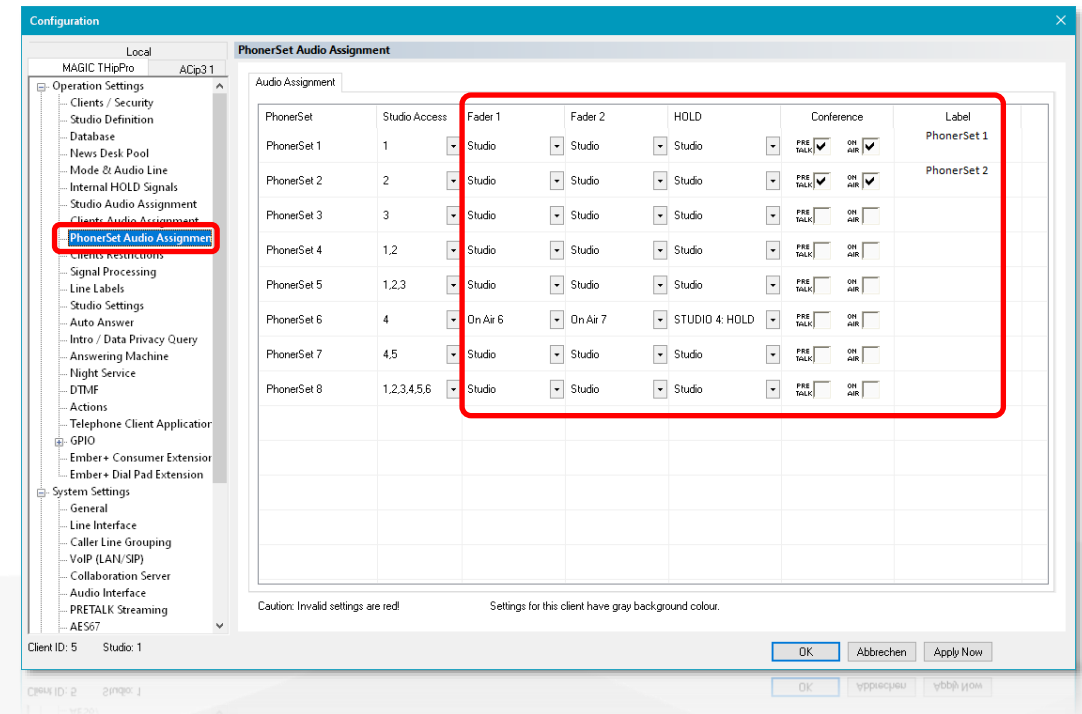 Configuration
Local
MAGIC THipPro
ACip3 1
Operation Settings
Clients / Security
Studio Definition
Database
News Desk Pool
Mode & Audio Line
Internal HOLD Signals
Studio Audio Assignment
Clients Audio Assignment
PhonerSet Audio Assignmen
Clients Restrictions
Signal Processing
Line Labels
Studio Settings
Auto Answer
Intro / Data Privacy Query
Answering Machine
Night Service
DTMF
Actions
Telephone Client Applicatior
GPIO
Ember+ Consumer Extensior
Ember+ Dial Pad Extension
System Settings
General
Line Interface
Caller Line Grouping
VoIP (LAN/SIP)
Collaboration Server
Audio Interface
PRETALK Streaming
AES67
PhonerSet Audio Assignment
Audio Assignment
PhonerSet Studio Access Fader 1 Fader 2 HOLD Conference Label
PhonerSet 1 1 Studio Studio Studio PRE TALK ON AIR PhonerSet 1
PhonerSet 2 2 Studio Studio Studio PRE TALK ON AIR PhonerSet 2
PhonerSet 3 3 Studio Studio Studio PRE TALK ON AIR
PhonerSet 4 1,2 Studio Studio Studio PRE TALK ON AIR
PhonerSet 5 1,2,3 Studio Studio Studio PRE TALK ON AIR
PhonerSet 6 4 On Air 6 On Air 7 STUDIO 4: HOLD PRE TALK ON AIR
PhonerSet 7 4,5 Studio Studio Studio PRE TALK ON AIR
PhonerSet 8 1,2,3,4,5,6 Studio Studio Studio PRE TALK ON AIR
Caution: Invalid settings are red! Settings for this client have gray background colour.
Client ID: 5 Studio: 1
OK Abbrechen Apply Now